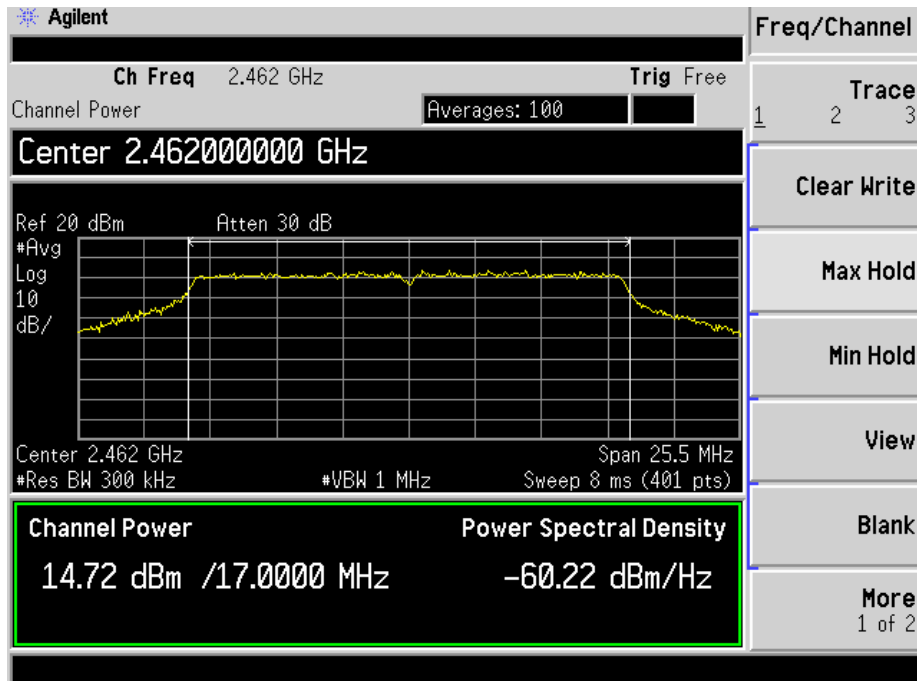 Agilent
Freq/Channel
Ch Freq 2.462 GHz Trig Free
Channel Power Averages: 100
Center 2.462000000 GHz
Ref 20 dBm Atten 30 dB
#Avg
Log
10
dB/
Center 2.462 GHz Span 25.5 MHz
#Res BW 300 kHz #VBW 1 MHz Sweep 8 ms (401 pts)
Channel Power Power Spectral Density
14.72 dBm /17.0000 MHz -60.22 dBm/Hz
Trace
1 2 3
Clear Write
Max Hold
Min Hold
View
Blank
More
1 of 2